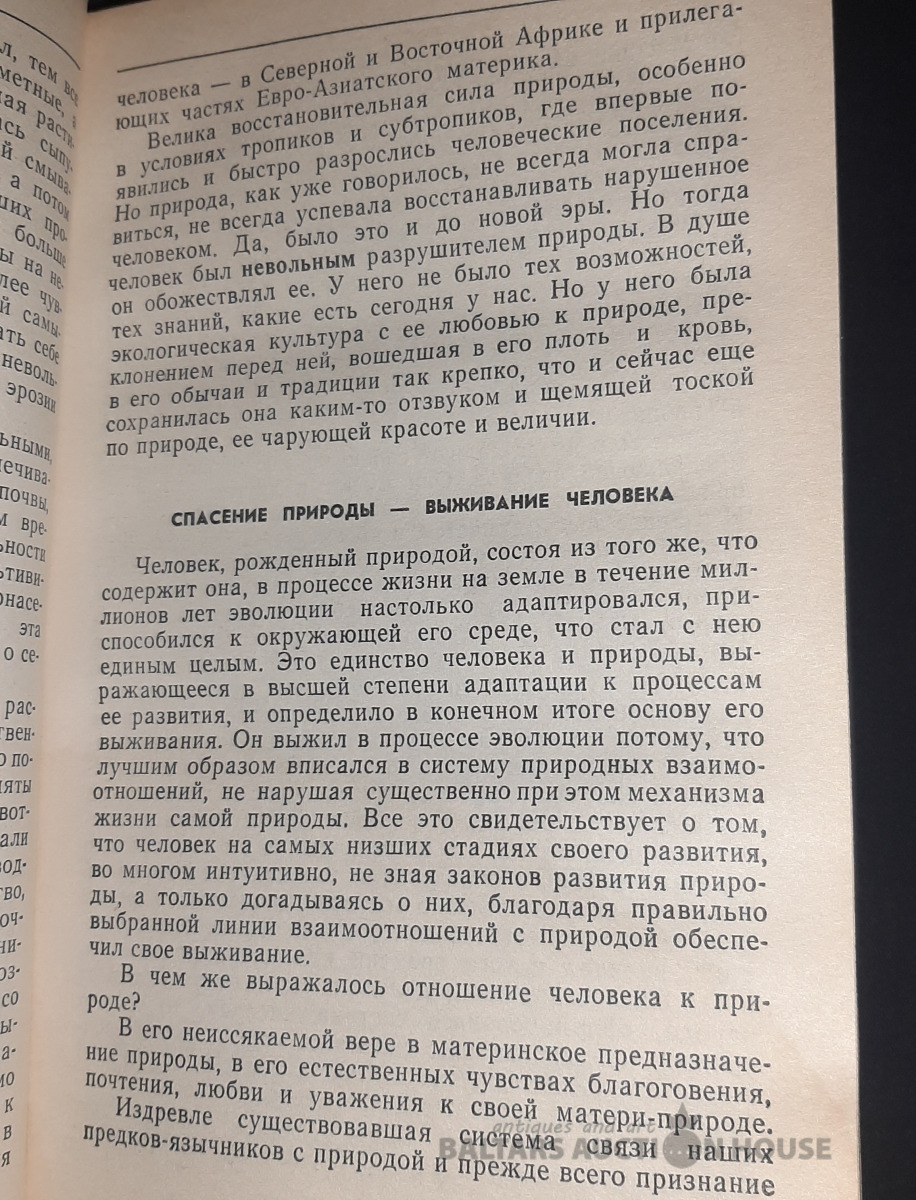 л, тем
метные,
человека — в Северной и Восточной Африке и прилега-
ющих частях Евро-Азиатского материка.
Велика восстановительная сила природы, особенно
в условиях тропиков и субтропиков, где впервые по-
явились и быстро разрослись человеческие поселения.
Но природа, как уже говорилось, не всегда могла спра-
виться, не всегда успевала восстанавливать нарушенное
человеком. Да, было это и до новой эры. Но тогда
человек был невольным разрушителем природы. В душе
он обожествлял ее. У него не было тех возможностей,
тех знаний, какие есть сегодня у нас. Но у него была
экологическая культура с ее любовью к природе, пре-
клонением перед ней, вошедшая в его плоть и кровь,
в его обычаи и традиции так крепко, что и сейчас еще
сохранилась она каким-то отзвуком и щемящей тоской
по природе, ее чарующей красоте и величии.
СПАСЕНИЕ ПРИРОДЫ — ВЫЖИВАНИЕ ЧЕЛОВЕКА
Человек, рожденный природой, состоя из того же, что
содержит она, в процессе жизни на земле в течение мил-
лионов лет эволюции настолько адаптировался, при-
способился к окружающей его среде, что стал с нею
единым целым. Это единство человека и природы, вы-
ражающееся в высшей степени адаптации к процессам
ее развития, и определило в конечном итоге основу его
выживания. Он выжил в процессе эволюции потому, что
лучшим образом вписался в систему природных взаимо-
отношений, не нарушая существенно при этом механизма
жизни самой природы. Все это свидетельствует о том,
что человек на самых низших стадиях своего развития,
во многом интуитивно, не зная законов развития приро-
ды, а только догадываясь о них, благодаря правильно
выбранной линии взаимоотношений с природой обеспе-
чил свое выживание.
В чем же выражалось отношение человека к при-
роде?
В его неиссякаемой вере в материнское предназначе-
ние природы, в его естественных чувствах благоговения,
почтения, любви и уважения к своей матери-природе.
Издревле существовавшая система связи наших
предков-язычников с природой и прежде всего признание
antiques and art
BALTARS AUCTION HOUSE